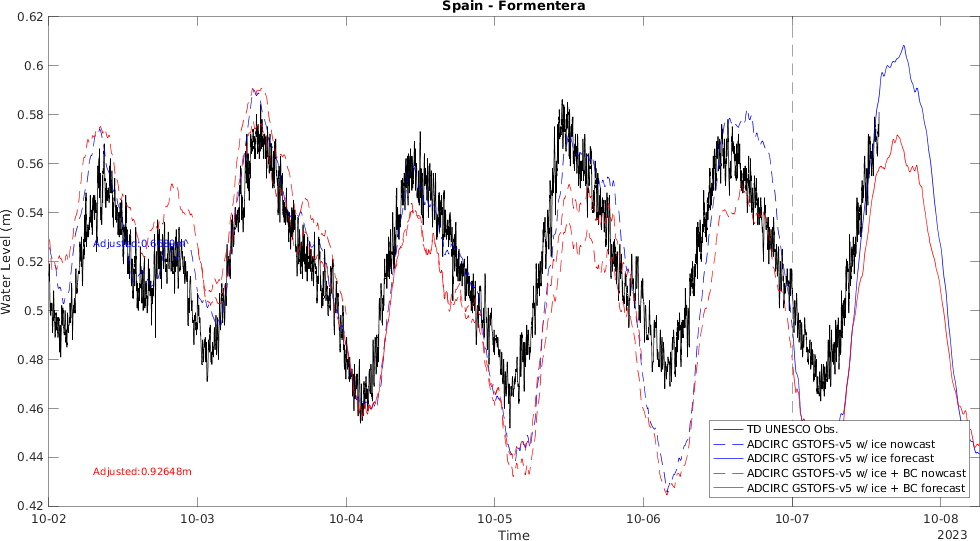 Spain - Formentera
0.62
0.6
0.58
0.56
0.54
0.52
0.5
0.48
0.46
0.44
0.42
Water Level (m)
Adjusted:
Adjusted:0.92648m
TD UNESCO Obs.
ADCIRC GSTOFS-v5 w/ ice nowcast
ADCIRC GSTOFS-v5 w/ ice forecast
ADCIRC GSTOFS-v5 w/ ice + BC nowcast
ADCIRC GSTOFS-v5 w/ ice + BC forecast
10-02 10-03 10-04 10-05 10-06 10-07 10-08
Time
2023